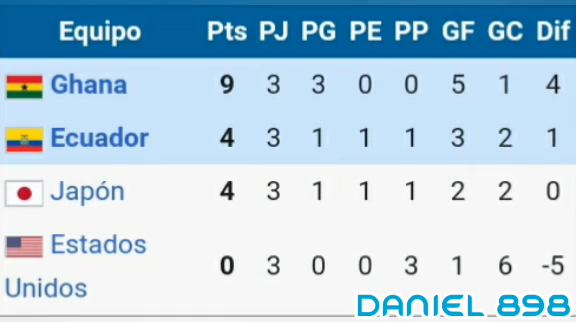 Equipo Pts PJ PG PE PP GF GC Dif
Ghana 9 3 3 0 0 5 1 4
Ecuador 4 3 1 1 1 3 2 1
Japón 4 3 1 1 1 2 2 0
Estados
Unidos 0 3 0 0 3 1 6 -5
DANIEL_898